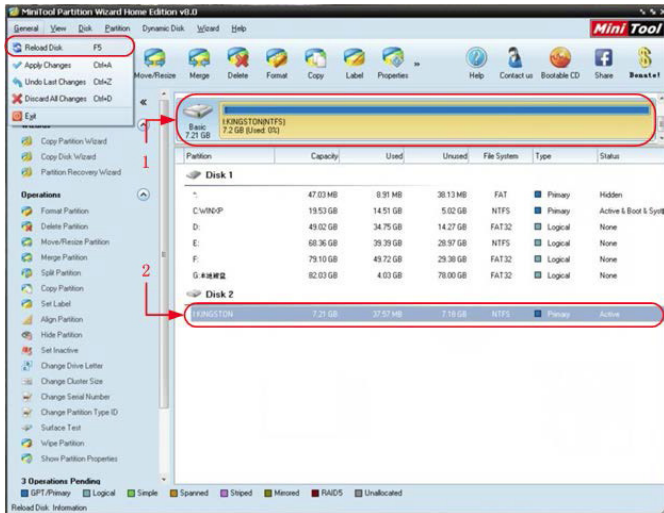 MiniTool Partition Wizard Home Edition v8.0
General View Disk Partition Dynamic Disk Wizard Help
Mini Tool
Reload Disk F5
Apply Changes Ctrl+A
Undo Last Changes Ctrl+Z
Discard All Changes Ctrl+D
Exit
Move/Resize Merge Delete Format Copy Label Properties Help Contact us Bootable CD Share Donate!
Copy Partition Wizard
Copy Disk Wizard
Partition Recovery Wizard
Operations
Format Partition
Delete Partition
Move/Resize Partition
Merge Partition
Split Partition
Copy Partition
Set Label
Align Partition
Hide Partition
Set Inactive
Change Drive Letter
Change Cluster Size
Change Serial Number
Change Partition Type ID
Surface Test
Wipe Partition
Show Partition Properties
3 Operations Pending
1
2
Basic
7.21 GB
I:KINGSTON(NTFS)
7.2 GB (Used: 0%)
Partition Capacity Used Unused File System Type Status
Disk 1
*: 47.03 MB 8.91 MB 38.13 MB FAT Primary Hidden
C:WINXP 19.53 GB 14.51 GB 5.02 GB NTFS Primary Active & Boot & Syst
D: 49.02 GB 34.75 GB 14.27 GB FAT32 Logical None
E: 68.36 GB 39.39 GB 28.97 GB NTFS Logical None
F: 79.10 GB 49.72 GB 29.38 GB FAT32 Logical None
G:本地磁盘 82.03 GB 4.03 GB 78.00 GB FAT32 Logical None
Disk 2
I:KINGSTON 7.21 GB 37.57 MB 7.18 GB NTFS Primary Active
GPT/Primary Logical Simple Spanned Striped Mirrored RAID5 Unallocated
Reload Disk Information